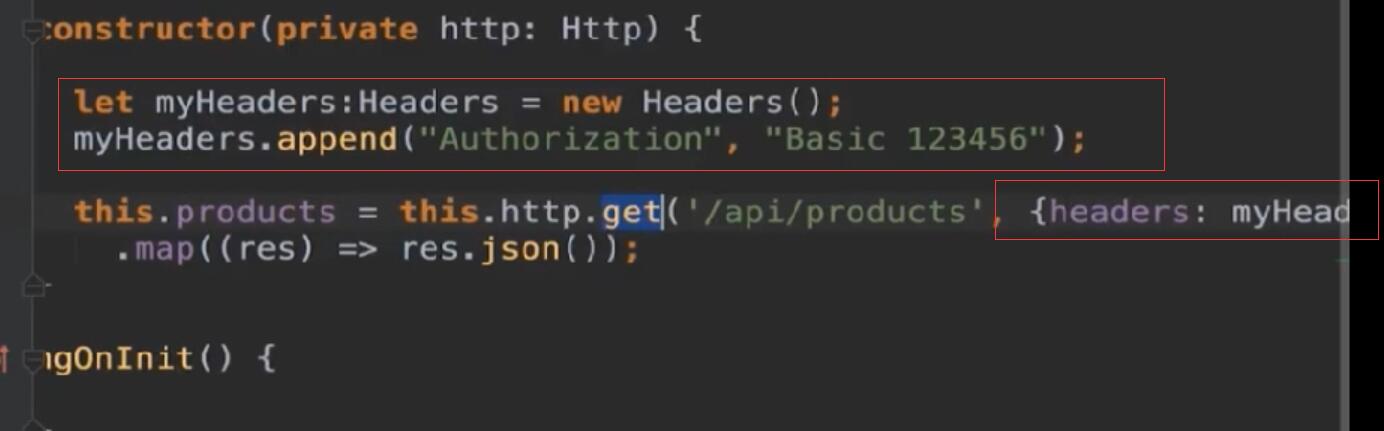 constructor(private http: Http) {
let myHeaders:Headers = new Headers();
myHeaders.append("Authorization", "Basic 123456");
this.products = this.http.get('/api/products', {headers: myHead
.map((res) => res.json());
ngOnInit() {